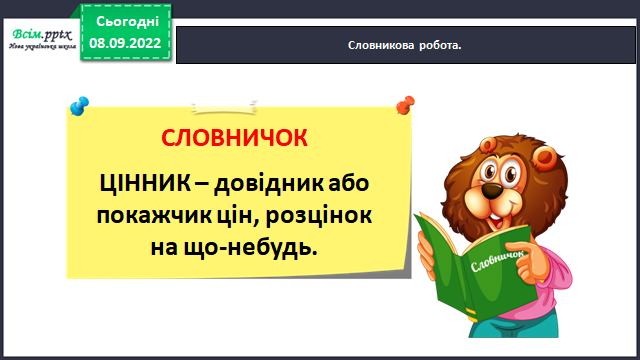 Всім.pptx
Нова українська школа
Сьогодні
08.09.2022
Словникова робота.
СЛОВНИЧОК
ЦІННИК – довідник або
покажчик цін, розцінок
на що-небудь.
Словничок